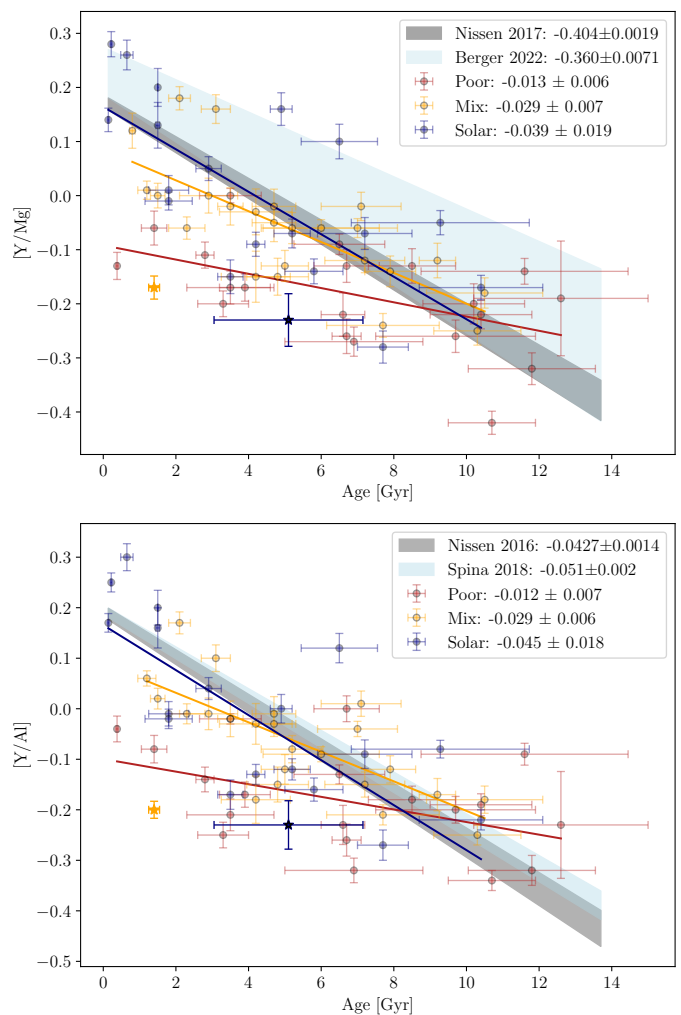 Nissen 2017: -0.404±0.0019
Berger 2022: -0.360±0.0071
Poor: -0.013 ± 0.006
Mix: -0.029 ± 0.007
Solar: -0.039 ± 0.019
0.3
0.2
0.1
0.0
−0.1
−0.2
−0.3
−0.4
[Y/Mg]
0 2 4 6 8 10 12 14
Age [Gyr]
Nissen 2016: -0.0427±0.0014
Spina 2018: -0.051±0.002
Poor: -0.012 ± 0.007
Mix: -0.029 ± 0.006
Solar: -0.045 ± 0.018
0.3
0.2
0.1
0.0
−0.1
−0.2
−0.3
−0.4
−0.5
[Y/Al]
0 2 4 6 8 10 12 14
Age [Gyr]